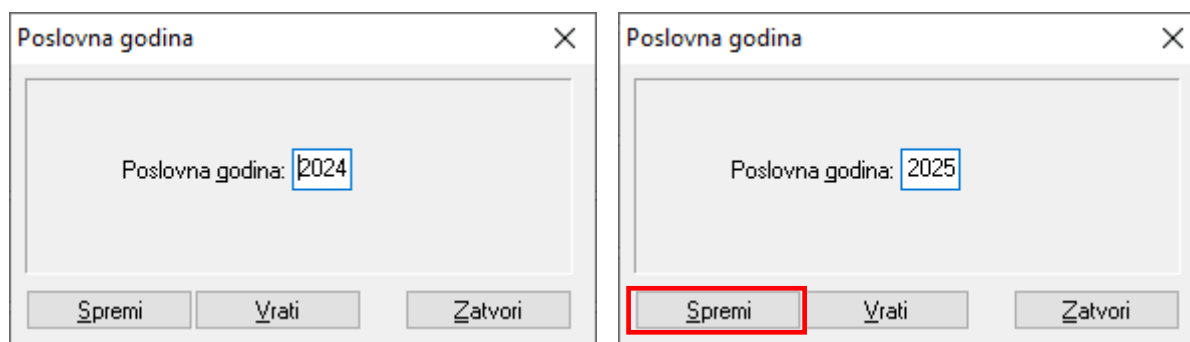 Poslovna godina
Poslovna godina: 2024
Spremi Vrati Zatvori
Poslovna godina
Poslovna godina: 2025
Spremi Vrati Zatvori